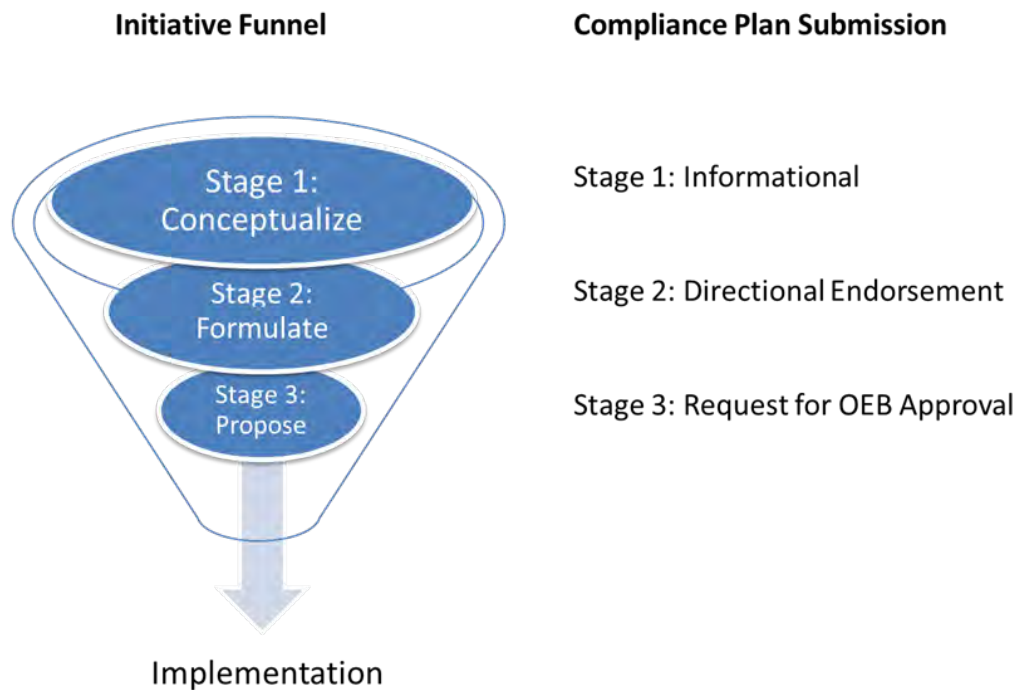 Initiative Funnel
Compliance Plan Submission
Stage 1:
Conceptualize
Stage 2:
Formulate
Stage 3:
Propose
Implementation
Stage 1: Informational
Stage 2: Directional Endorsement
Stage 3: Request for OEB Approval